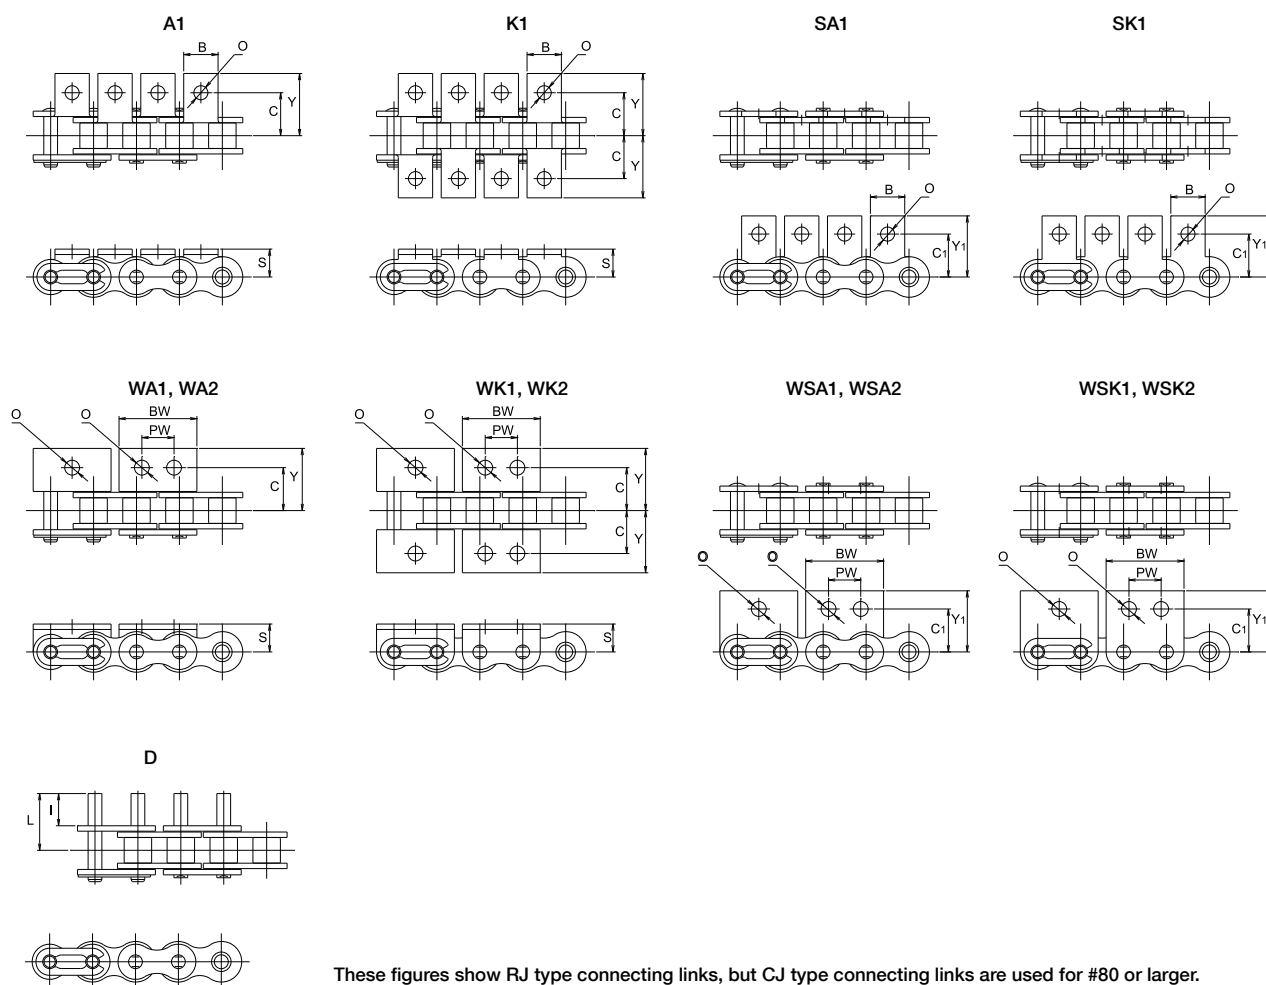 A1 K1 SA1 SK1
B O B O
C Y C Y
C Y
S S
B O B O
C1 Y1 C1 Y1
WA1, WA2 WK1, WK2 WSA1, WSA2 WSK1, WSK2
O O BW O O BW
PW PW
C Y C Y
C Y
S S
O O BW O O BW
PW PW
C1 Y1 C1 Y1
D
L I
These figures show RJ type connecting links, but CJ type connecting links are used for #80 or larger.